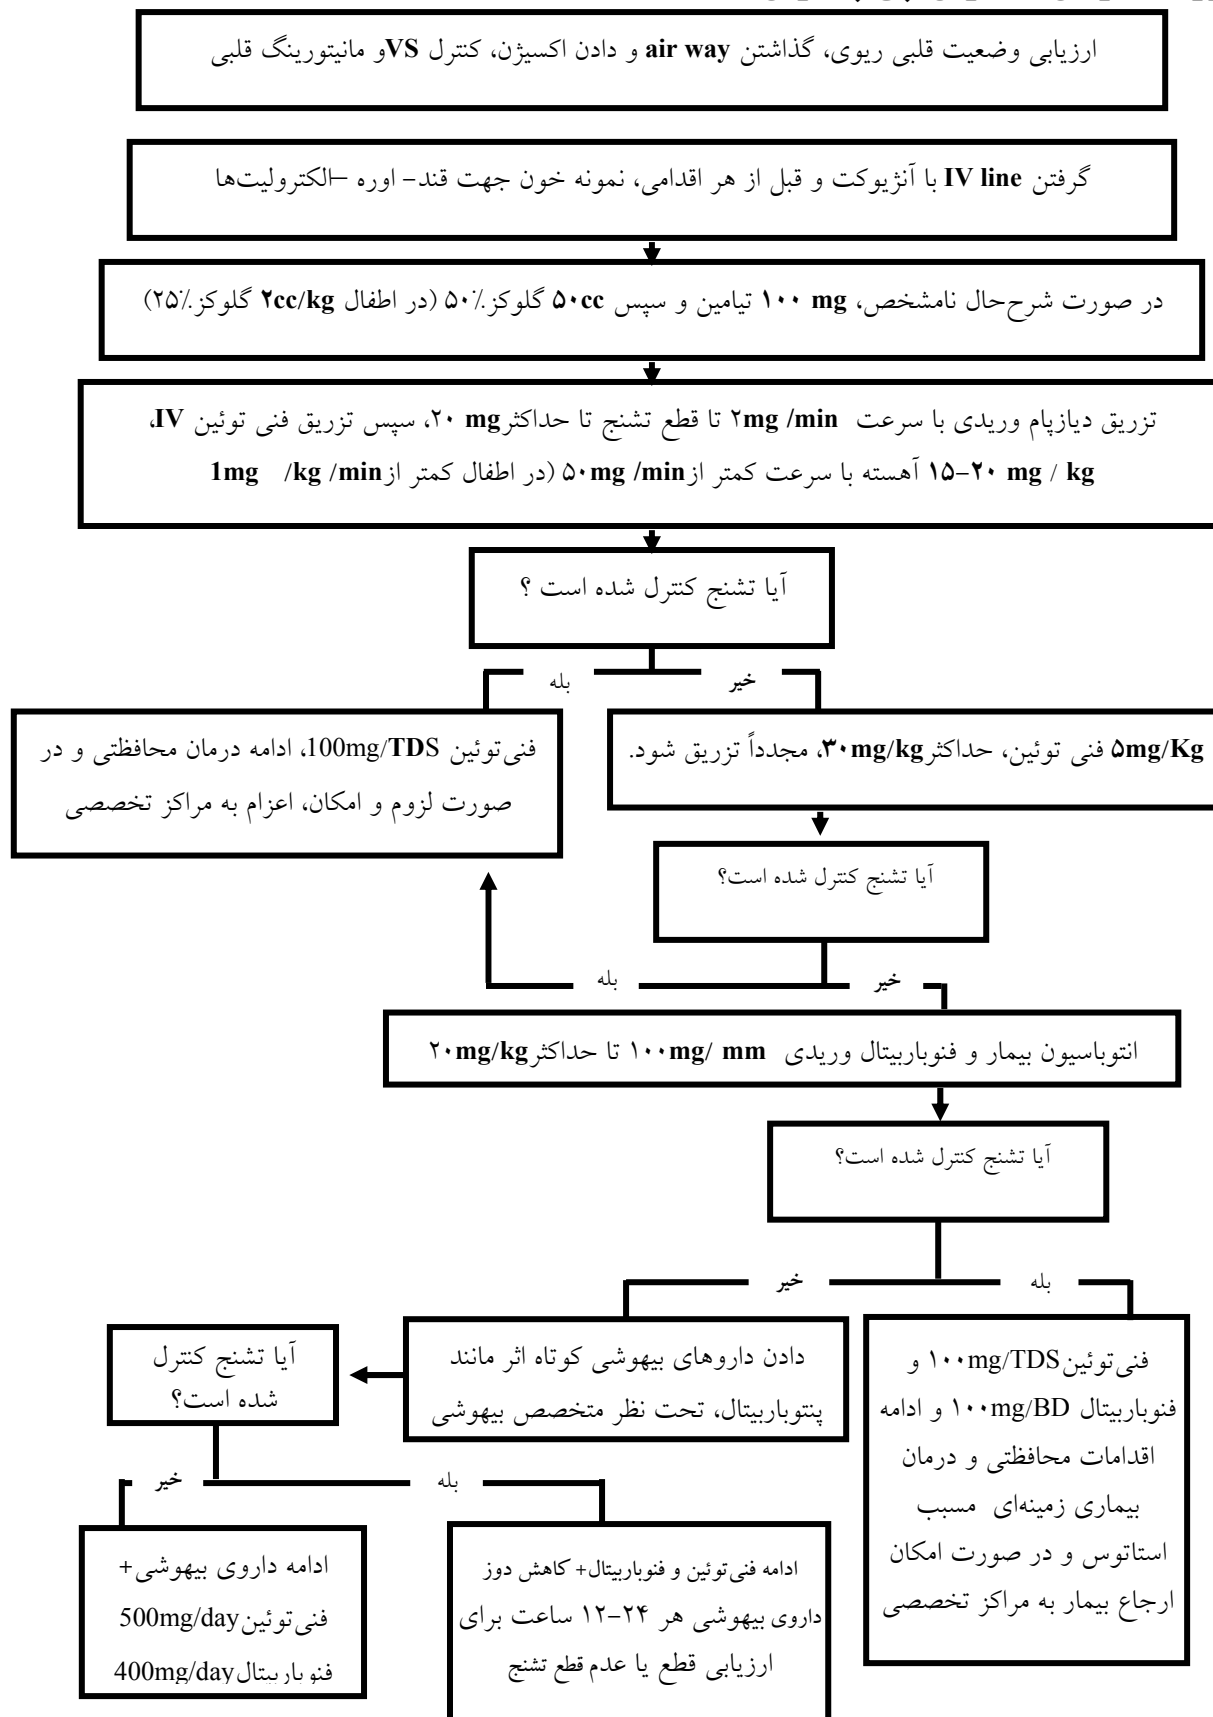 ارزیابی وضعیت قلبی ریوی، گذاشتن air way و دادن اکسیژن، کنترل VSو مانیتورینگ قلبی
گرفتن IV line با آنژیوکت و قبل از هر اقدامی، نمونه خون جهت قند- اوره –الکترولیت‌ها
در صورت شرح‌حال نامشخص، ۱۰۰ mg تیامین و سپس ۵۰cc گلوکز٪۵۰ (در اطفال ۲cc/kg گلوکز٪۲۵)
تزریق دیازپام وریدی با سرعت ۲mg /min تا قطع تشنج تا حداکثر۲۰ mg، سپس تزریق فنی توئین IV،
۱۵-۲۰ mg / kg آهسته با سرعت کمتر از۵۰mg /min (در اطفال کمتر از1mg /kg /min
آیا تشنج کنترل شده است ؟
بله
خیر
فنی‌توئین 100mg/TDS، ادامه درمان محافظتی و در
صورت لزوم و امکان، اعزام به مراکز تخصصی
۵mg/Kg فنی توئین، حداکثر۳۰mg/kg، مجدداً تزریق شود.
آیا تشنج کنترل شده است؟
بله
خیر
انتوباسیون بیمار و فنوباربیتال وریدی ۱۰۰mg/ mm تا حداکثر۲۰mg/kg
آیا تشنج کنترل شده است؟
بله
خیر
فنی‌توئین۱۰۰mg/TDS و
فنوباربیتال ۱۰۰mg/BD و ادامه
اقدامات محافظتی و درمان
بیماری زمینه‌ای مسبب
استاتوس و در صورت امکان
ارجاع بیمار به مراکز تخصصی
دادن داروهای بیهوشی کوتاه اثر مانند
پنتوباربیتال، تحت نظر متخصص بیهوشی
آیا تشنج کنترل
شده است؟
بله
خیر
ادامه فنی‌توئین و فنوباربیتال+ کاهش دوز
داروی بیهوشی هر ۲۴-۱۲ ساعت برای
ارزیابی قطع یا عدم قطع تشنج
ادامه داروی بیهوشی+
فنی‌توئین500mg/day
فنوباربیتال400mg/day